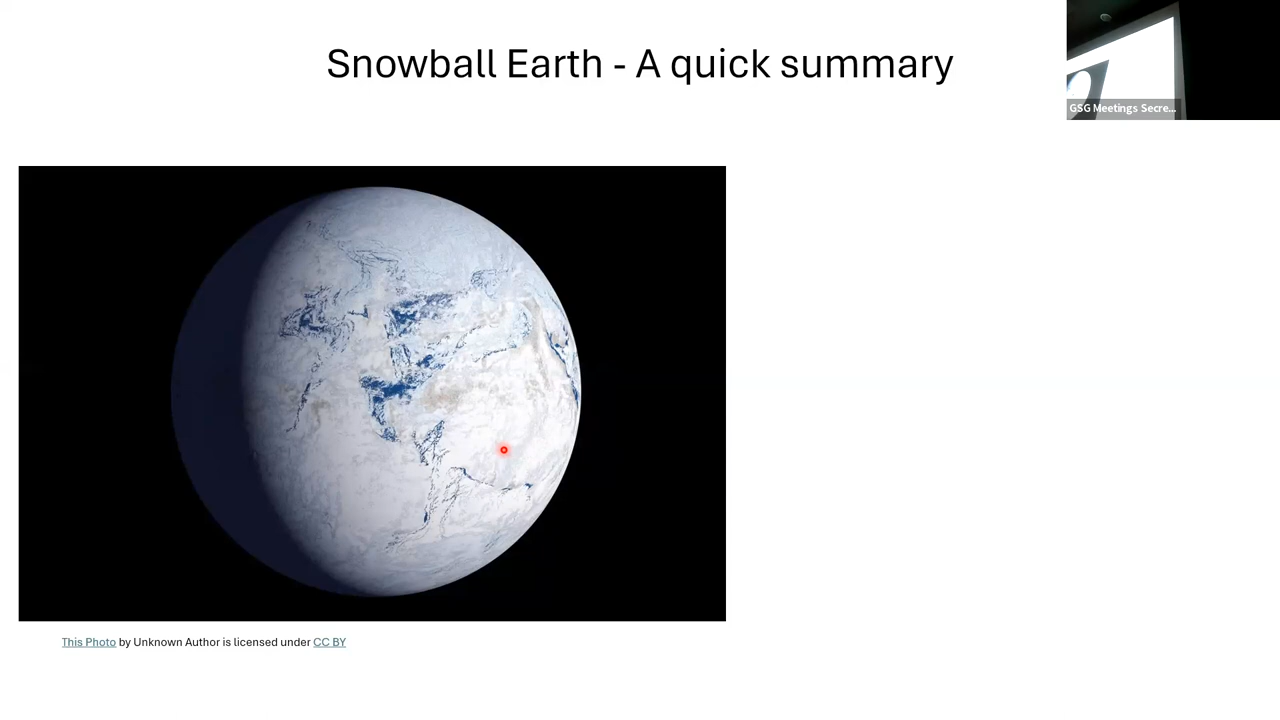 Snowball Earth - A quick summary
GSG Meetings Secre...
This Photo by Unknown Author is licensed under CC BY